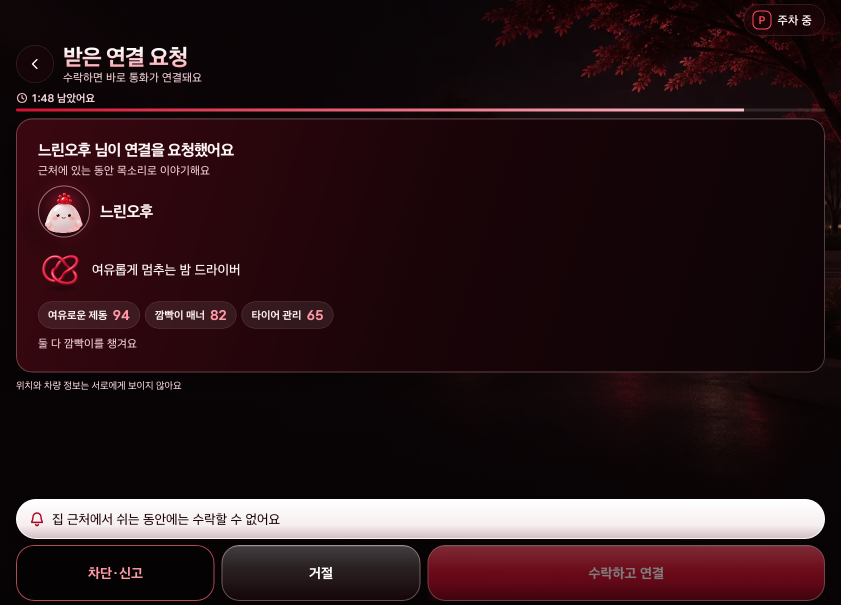 P 주차 중
받은 연결 요청
수락하면 바로 통화가 연결돼요
1:48 남았어요
느린오후 님이 연결을 요청했어요
근처에 있는 동안 목소리로 이야기해요
느린오후
여유롭게 멈추는 밤 드라이버
여유로운 제동 94 깜빡이 매너 82 타이어 관리 65
둘 다 깜빡이를 챙겨요
위치와 차량 정보는 서로에게 보이지 않아요
집 근처에서 쉬는 동안에는 수락할 수 없어요
차단·신고 거절 수락하고 연결